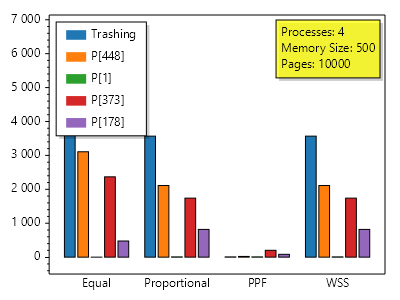 7 000
6 000
5 000
4 000
3 000
2 000
1 000
0
Trashing
P[448]
P[1]
P[373]
P[178]
Processes: 4
Memory Size: 500
Pages: 10000
Equal
Proportional
PPF
WSS